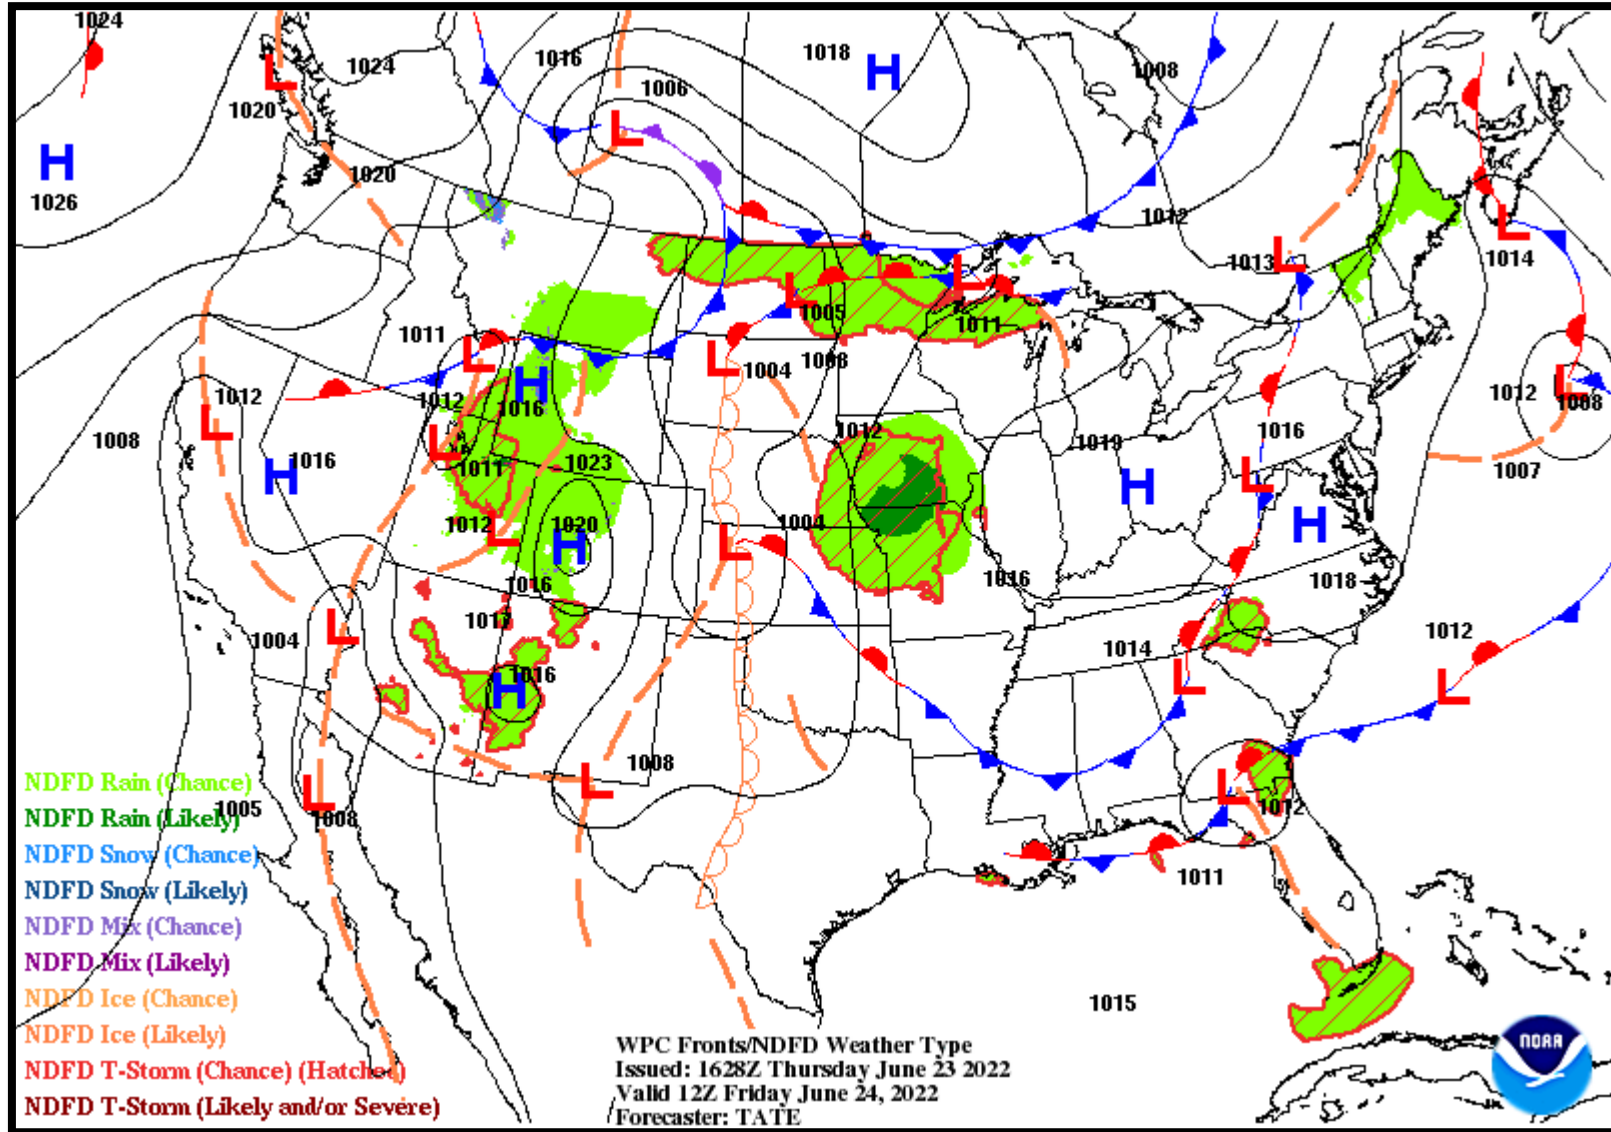 1024
1024
1016
1018
1008
1006
1020
H
L
L
H
1020
1026
1012
L
1013
L
1014
L
L
1005
1011
1011
L
L
1008
1004
L
1012
1008
H
1016
1012
1012
L
1016
1012
1019
1008
L
1011
1023
1016
H
H
1007
L
1012
1020
1004
H
L
L
H
1016
1016
1018
1017
1004
L
1014
1012
1016
H
L
L
1008
L
L
L
1005
1008
1012
1011
1015
NDFD Rain (Chance)
NDFD Rain (Likely)
NDFD Snow (Chance)
NDFD Snow (Likely)
NDFD Mix (Chance)
NDFD Mix (Likely)
NDFD Ice (Chance)
NDFD Ice (Likely)
NDFD T-Storm (Chance) (Hatched)
NDFD T-Storm (Likely and/or Severe)
WPC Fronts/NDFD Weather Type
Issued: 1628Z Thursday June 23 2022
Valid 12Z Friday June 24, 2022
Forecaster: TATE
NOAA